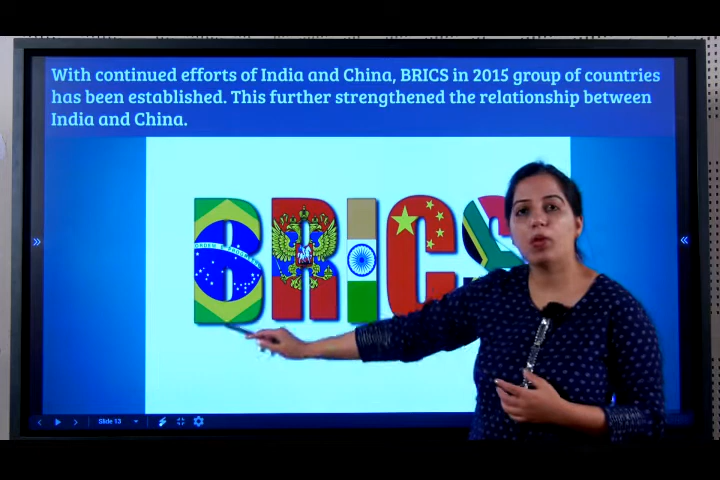 With continued efforts of India and China, BRICS in 2015 group of countries
has been established. This further strengthened the relationship between
India and China.
BRICS
Slide 13